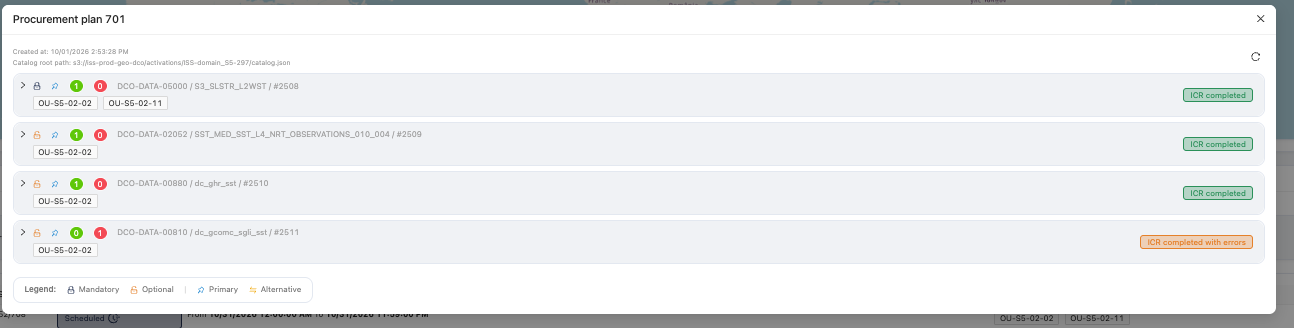 Procurement plan 701
Created at: 10/01/2026 2:53:28 PM
Catalog root path: s3://iss-prod-geo-dco/activations/ISS-domain_S5-297/catalog.json
1 0 DCO-DATA-05000 / S3_SLSTR_L2WST / #2508
OU-S5-02-02 OU-S5-02-11
ICR completed
1 0 DCO-DATA-02052 / SST_MED_SST_L4_NRT_OBSERVATIONS_010_004 / #2509
OU-S5-02-02
ICR completed
1 0 DCO-DATA-00880 / dc_ghr_sst / #2510
OU-S5-02-02
ICR completed
0 1 DCO-DATA-00810 / dc_gcomc_sgli_sst / #2511
OU-S5-02-02
ICR completed with errors
Legend: Mandatory Optional | Primary Alternative
Scheduled
From 10/31/2026 12:00:00 AM To 10/31/2026 11:59:00 PM
OU-S5-02-02 OU-S5-02-11